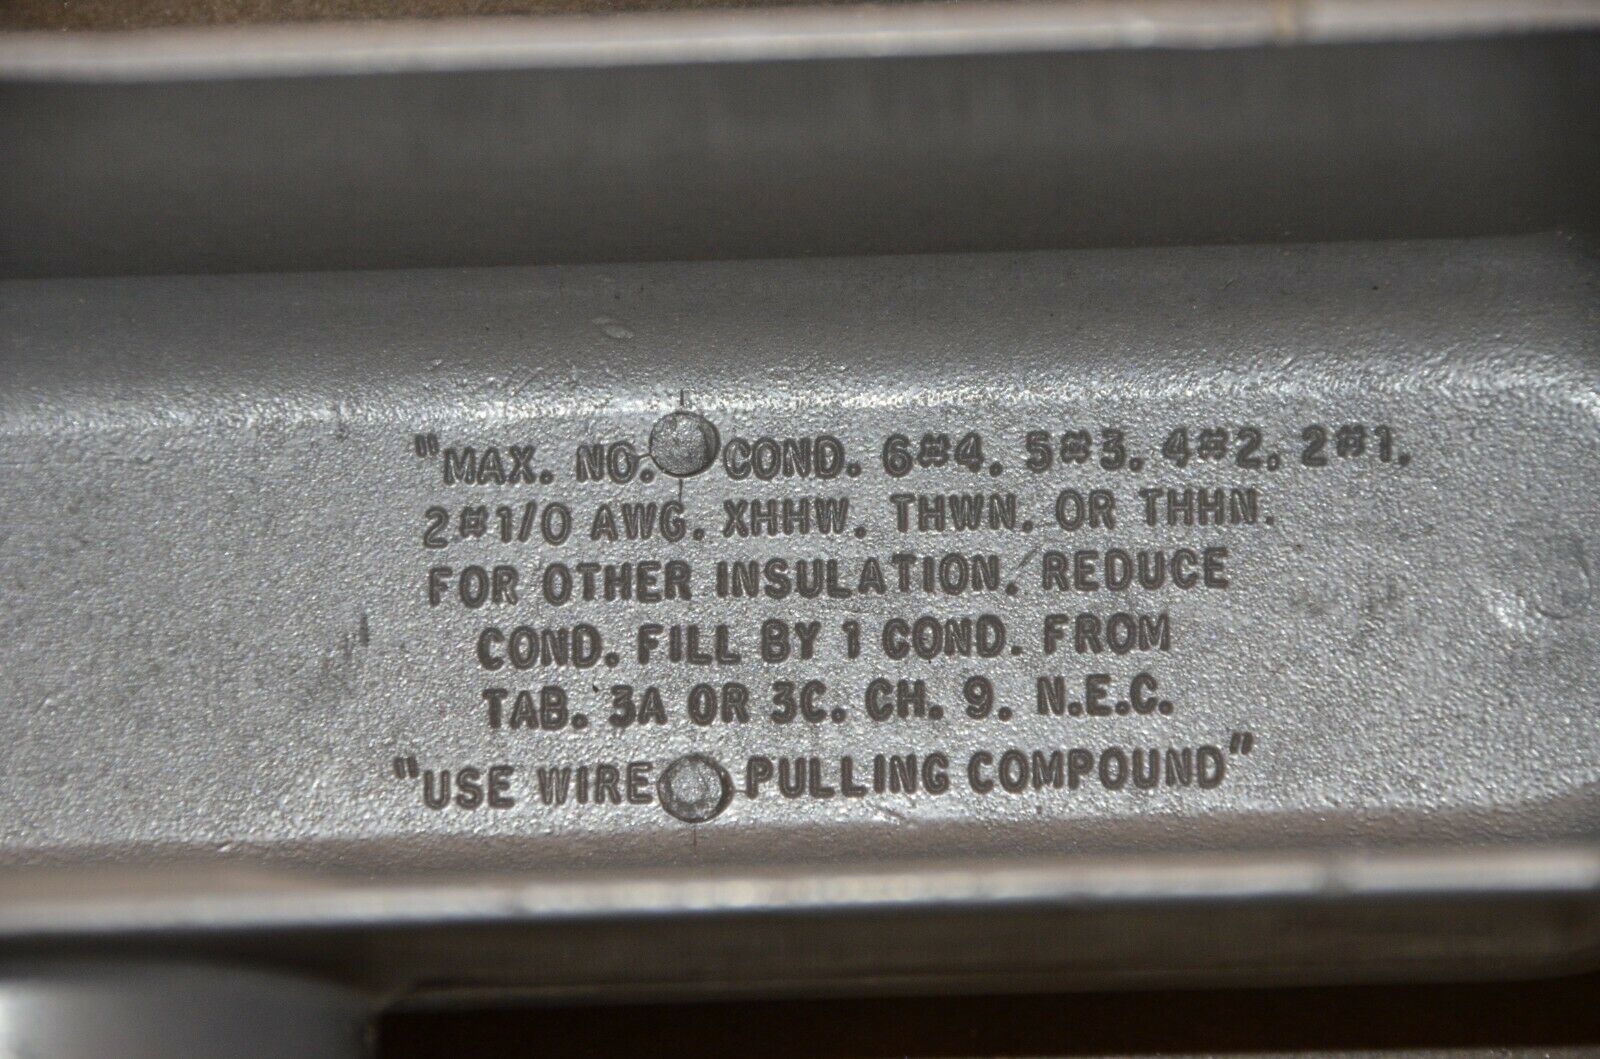 "MAX. NO. COND. 6#4. 5#3. 4#2. 2#1.
2#1/0 AWG. XHHW. THWN. OR THHN.
FOR OTHER INSULATION. REDUCE
COND. FILL BY 1 COND. FROM
TAB. 3A OR 3C. CH. 9. N.E.C.
"USE WIRE PULLING COMPOUND"